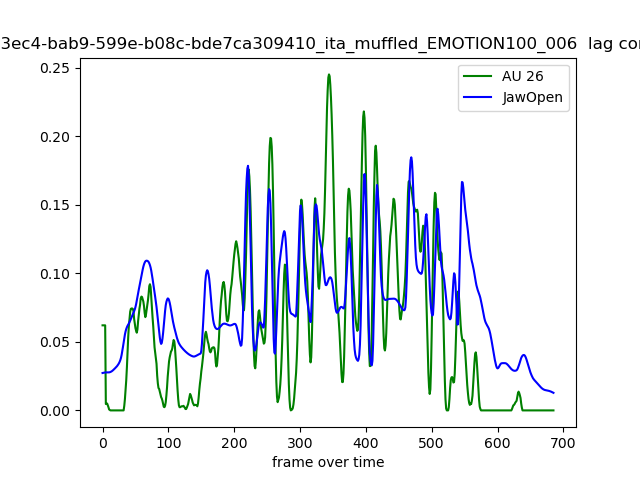 3ec4-bab9-599e-b08c-bde7ca309410_ita_muffled_EMOTION100_006 lag
AU 26
JawOpen
0.25
0.20
0.15
0.10
0.05
0.00
0 100 200 300 400 500 600 700
frame over time